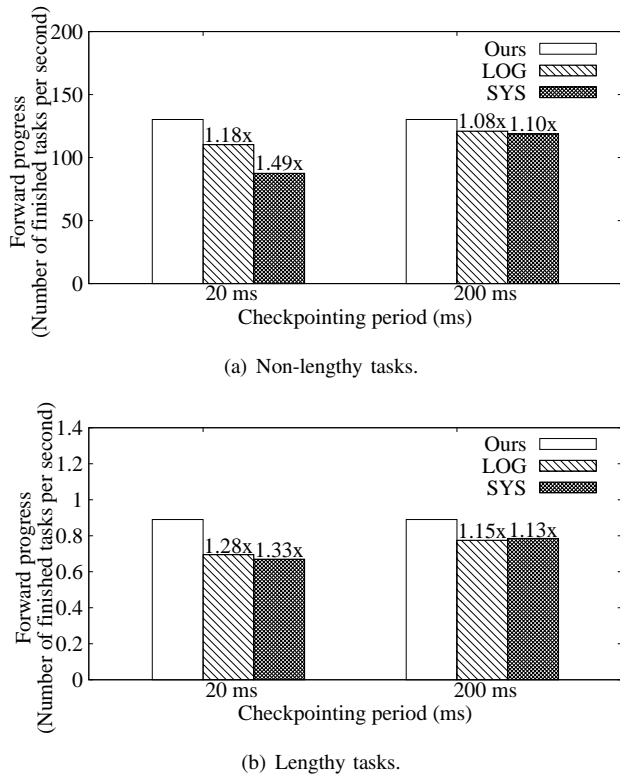 200
150
100
50
0
Forward progress
(Number of finished tasks per second)
Ours
LOG
SYS
1.18x
1.49x
1.08x
1.10x
20 ms
200 ms
Checkpointing period (ms)
(a) Non-lengthy tasks.
1.4
1.2
1
0.8
0.6
0.4
0.2
0
Forward progress
(Number of finished tasks per second)
Ours
LOG
SYS
1.28x
1.33x
1.15x
1.13x
20 ms
200 ms
Checkpointing period (ms)
(b) Lengthy tasks.